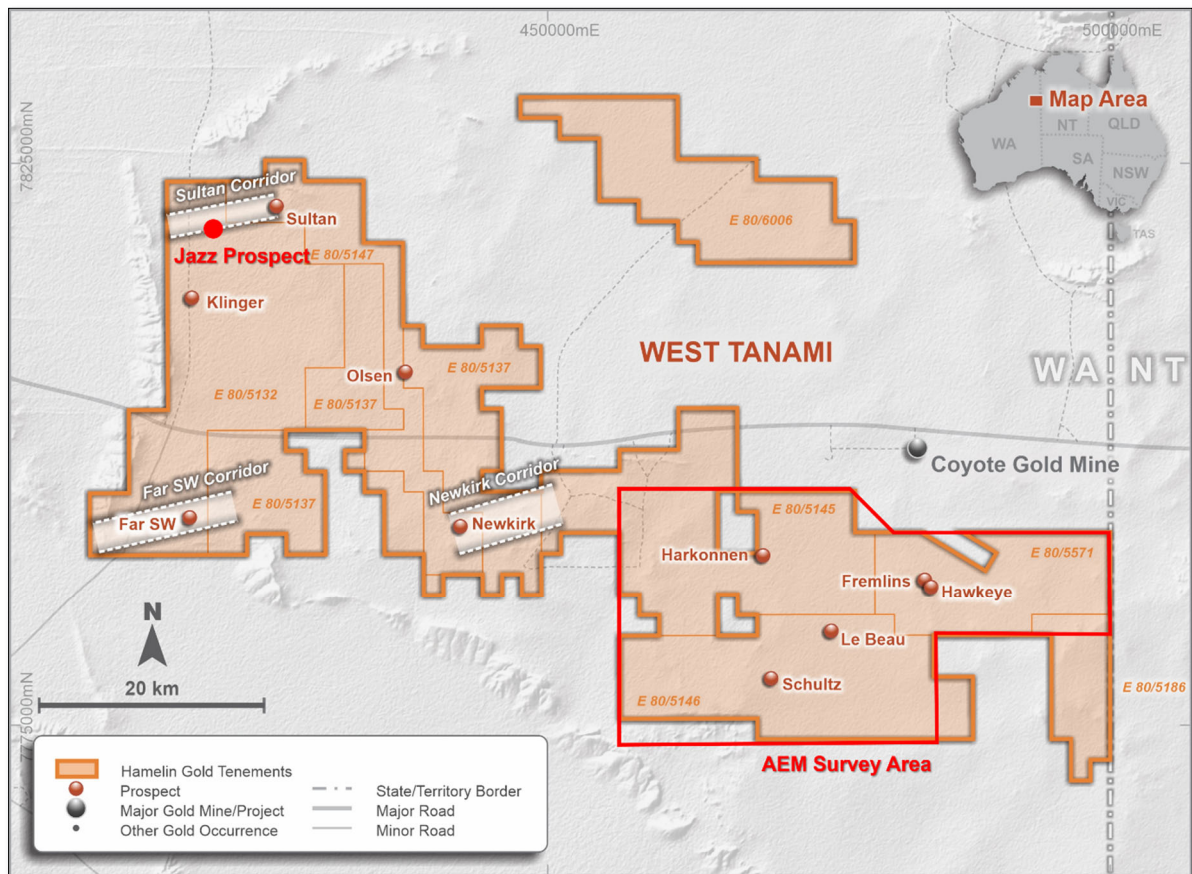 450000mE
500000mE
7825000mN
7775000mN
Map Area
WA
NT
QLD
SA
NSW
VIC
TAS
Sultan Corridor
Sultan
Jazz Prospect
E 80/5147
E 80/6006
Klinger
WEST TANAMI
Olsen
E 80/5137
WA NT
E 80/5132
E 80/5137
Coyote Gold Mine
Far SW Corridor
Newkirk Corridor
E 80/5137
E 80/5145
Far SW
Newkirk
Harkonnen
E 80/5571
Fremlins
Hawkeye
N
Le Beau
20 km
Schultz
E 80/5146
E 80/5186
AEM Survey Area
Hamelin Gold Tenements
Prospect
Major Gold Mine/Project
Other Gold Occurrence
State/Territory Border
Major Road
Minor Road